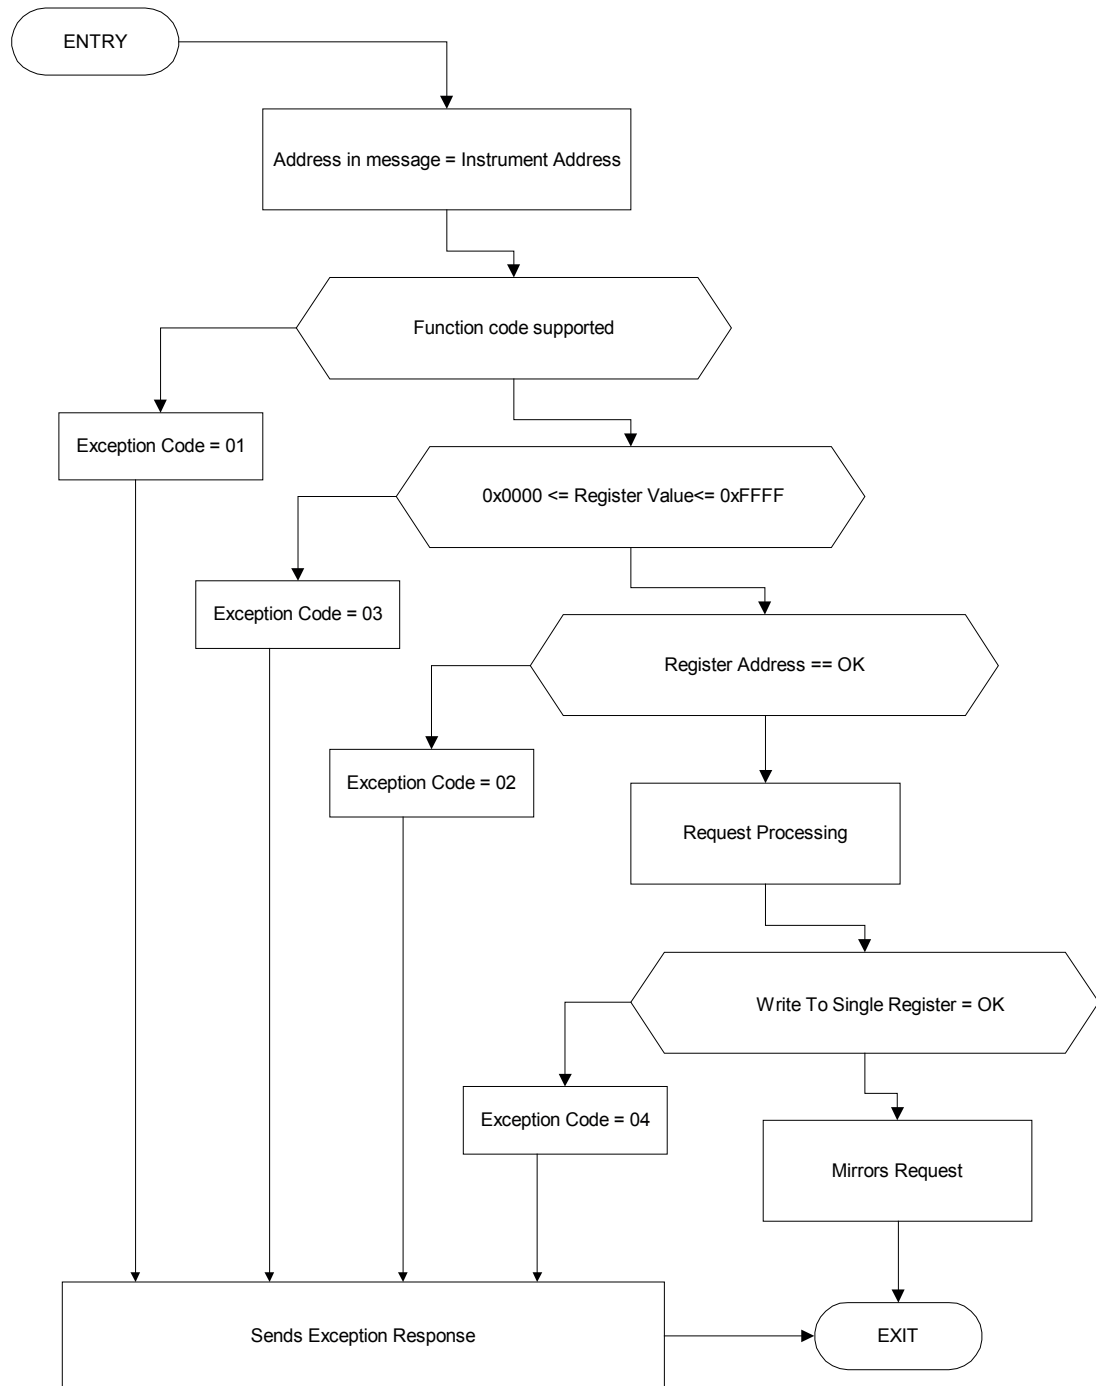 ENTRY
Address in message = Instrument Address
Function code supported
Exception Code = 01
0x0000 <= Register Value<= 0xFFFF
Exception Code = 03
Register Address == OK
Exception Code = 02
Request Processing
Write To Single Register = OK
Exception Code = 04
Mirrors Request
Sends Exception Response
EXIT